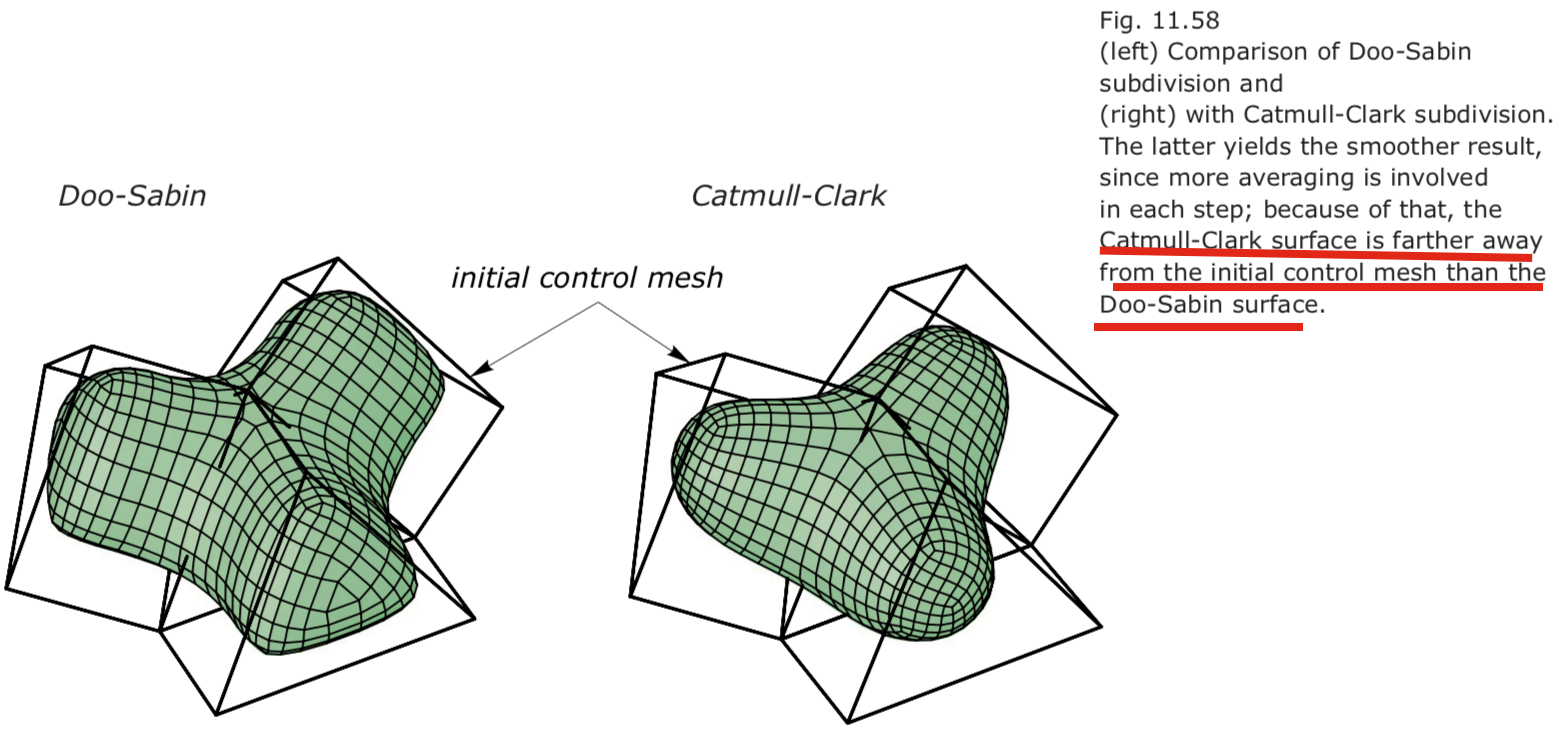 Fig. 11.58
(left) Comparison of Doo-Sabin
subdivision and
(right) with Catmull-Clark subdivision.
The latter yields the smoother result,
since more averaging is involved
in each step; because of that, the
Catmull-Clark surface is farther away
from the initial control mesh than the
Doo-Sabin surface.
Doo-Sabin
Catmull-Clark
initial control mesh